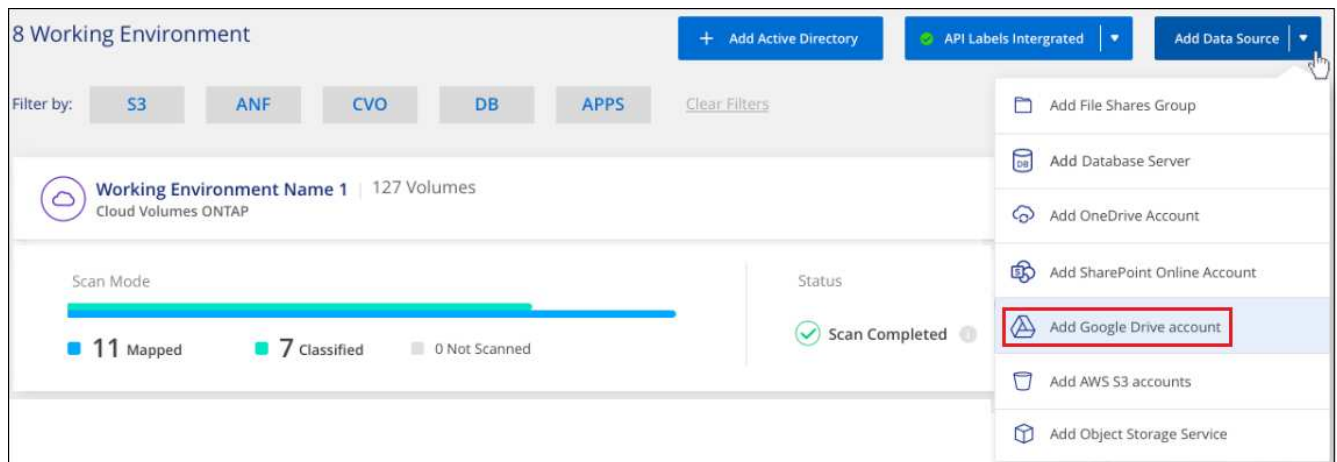 8 Working Environment
+ Add Active Directory
API Labels Intergrated
Add Data Source
Filter by:
S3
ANF
CVO
DB
APPS
Clear Filters
Working Environment Name 1 | 127 Volumes
Cloud Volumes ONTAP
Scan Mode
11 Mapped
7 Classified
0 Not Scanned
Status
Scan Completed
Add File Shares Group
DB
Add Database Server
Add OneDrive Account
S
Add SharePoint Online Account
Add Google Drive account
Add AWS S3 accounts
Add Object Storage Service